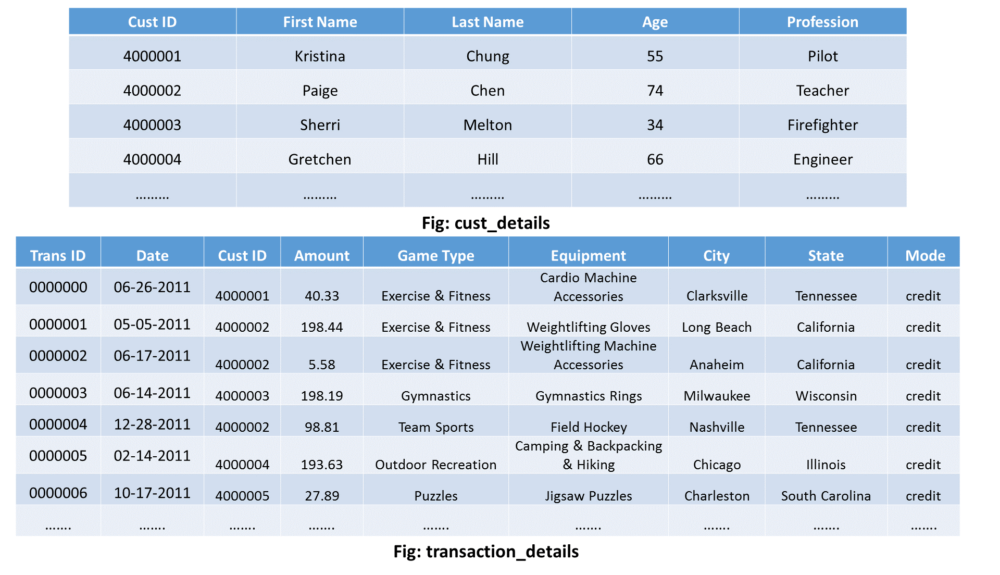 Cust ID First Name Last Name Age Profession
4000001 Kristina Chung 55 Pilot
4000002 Paige Chen 74 Teacher
4000003 Sherri Melton 34 Firefighter
4000004 Gretchen Hill 66 Engineer
……… ……… ……… ……… ………
Fig: cust_details
Trans ID Date Cust ID Amount Game Type Equipment City State Mode
0000000 06-26-2011 4000001 40.33 Exercise & Fitness Cardio Machine Accessories Clarksville Tennessee credit
0000001 05-05-2011 4000002 198.44 Exercise & Fitness Weightlifting Gloves Long Beach California credit
0000002 06-17-2011 4000002 5.58 Exercise & Fitness Weightlifting Machine Accessories Anaheim California credit
0000003 06-14-2011 4000003 198.19 Gymnastics Gymnastics Rings Milwaukee Wisconsin credit
0000004 12-28-2011 4000002 98.81 Team Sports Field Hockey Nashville Tennessee credit
0000005 02-14-2011 4000004 193.63 Outdoor Recreation Camping & Backpacking & Hiking Chicago Illinois credit
0000006 10-17-2011 4000005 27.89 Puzzles Jigsaw Puzzles Charleston South Carolina credit
……. ……. ……. ……. ……. ……. ……. ……. …….
Fig: transaction_details